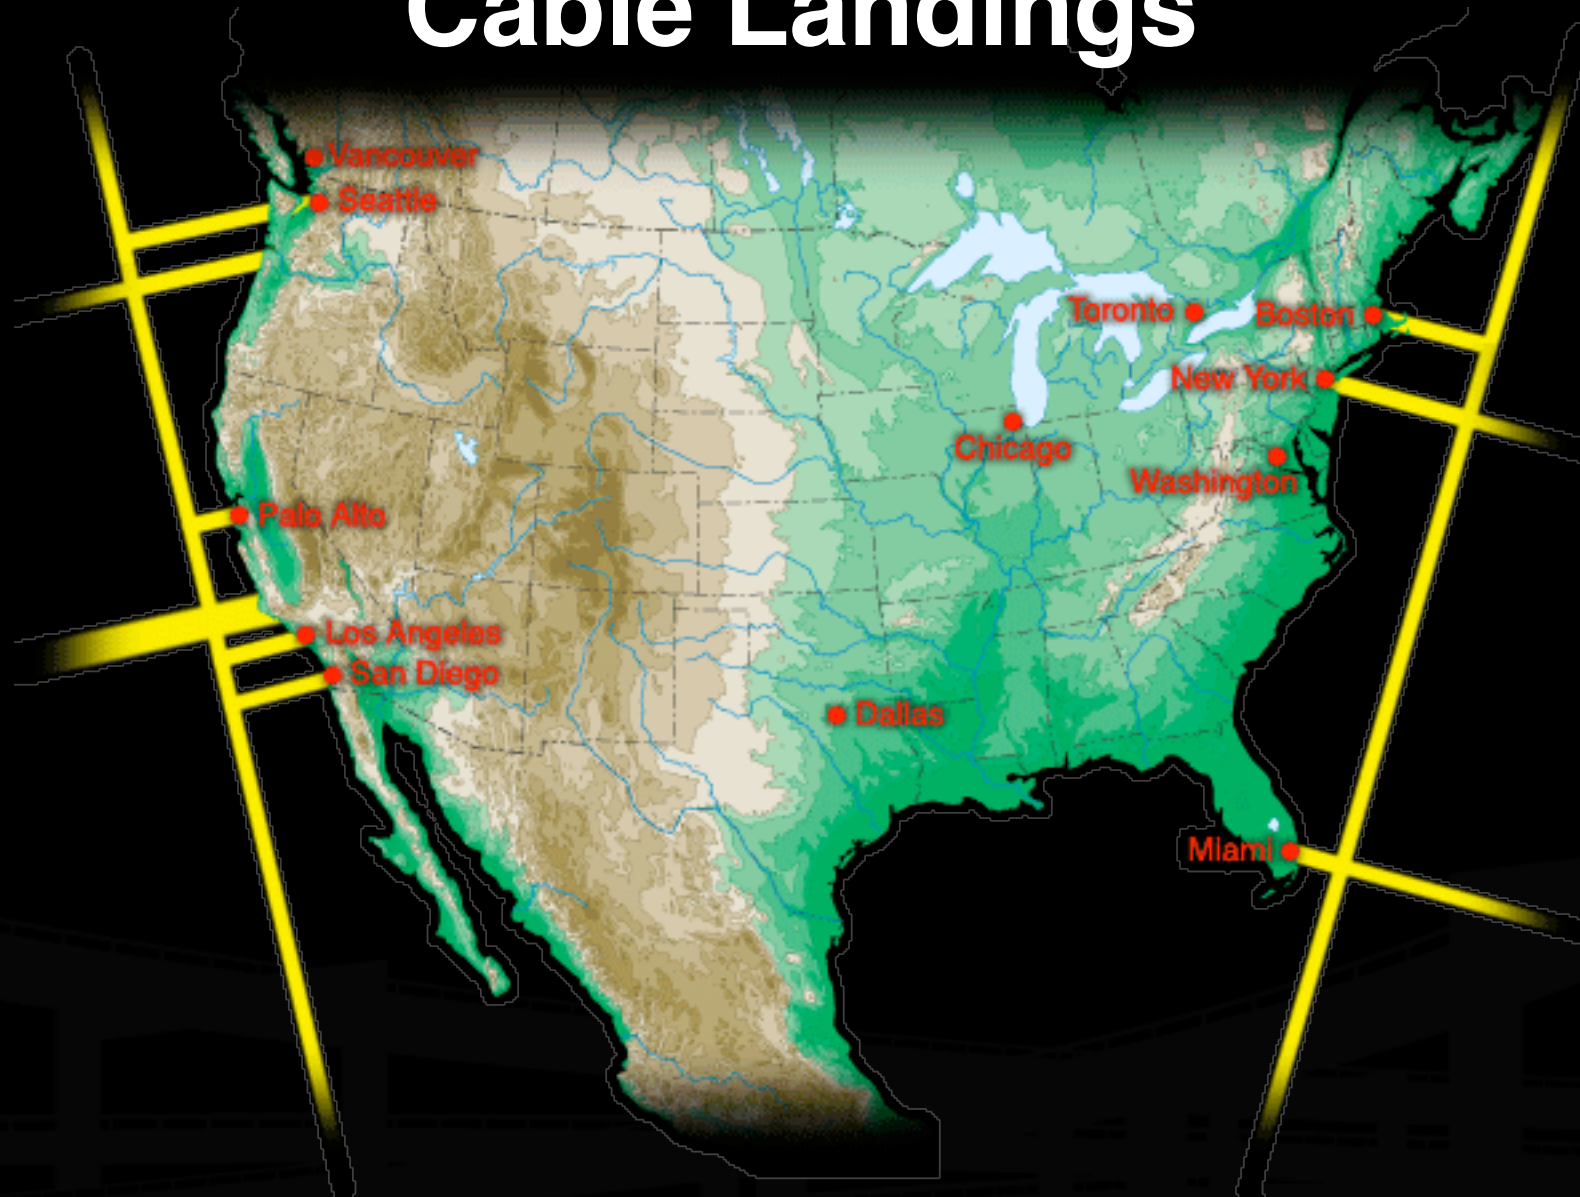 Cable Landings
Vancouver
Seattle
Toronto
Boston
New York
Chicago
Washington
Palo Alto
Los Angeles
San Diego
Dallas
Miami